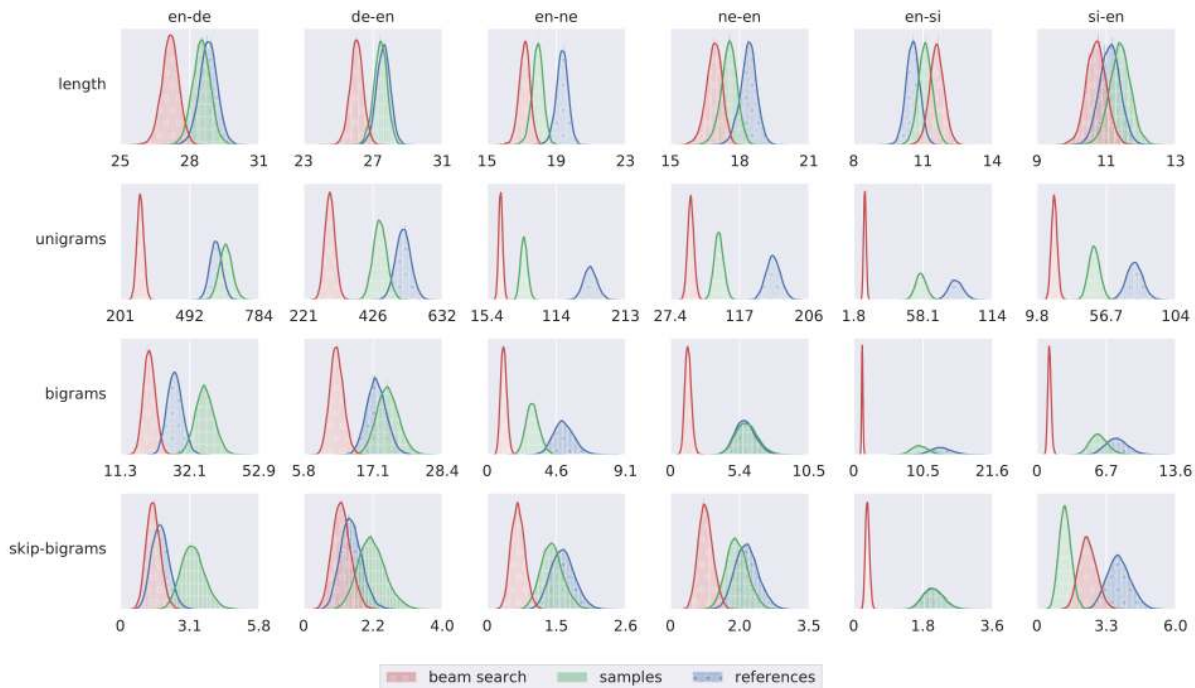 en-de de-en en-ne ne-en en-si si-en
length
25 28 31 23 27 31 15 19 23 15 18 21 8 11 14 9 11 13
unigrams
201 492 784 221 426 632 15.4 114 213 27.4 117 206 1.8 58.1 114 9.8 56.7 104
bigrams
11.3 32.1 52.9 5.8 17.1 28.4 0 4.6 9.1 0 5.4 10.5 0 10.5 21.6 0 6.7 13.6
skip-bigrams
0 3.1 5.8 0 2.2 4.0 0 1.5 2.6 0 2.0 3.5 0 1.8 3.6 0 3.3 6.0
beam search samples references